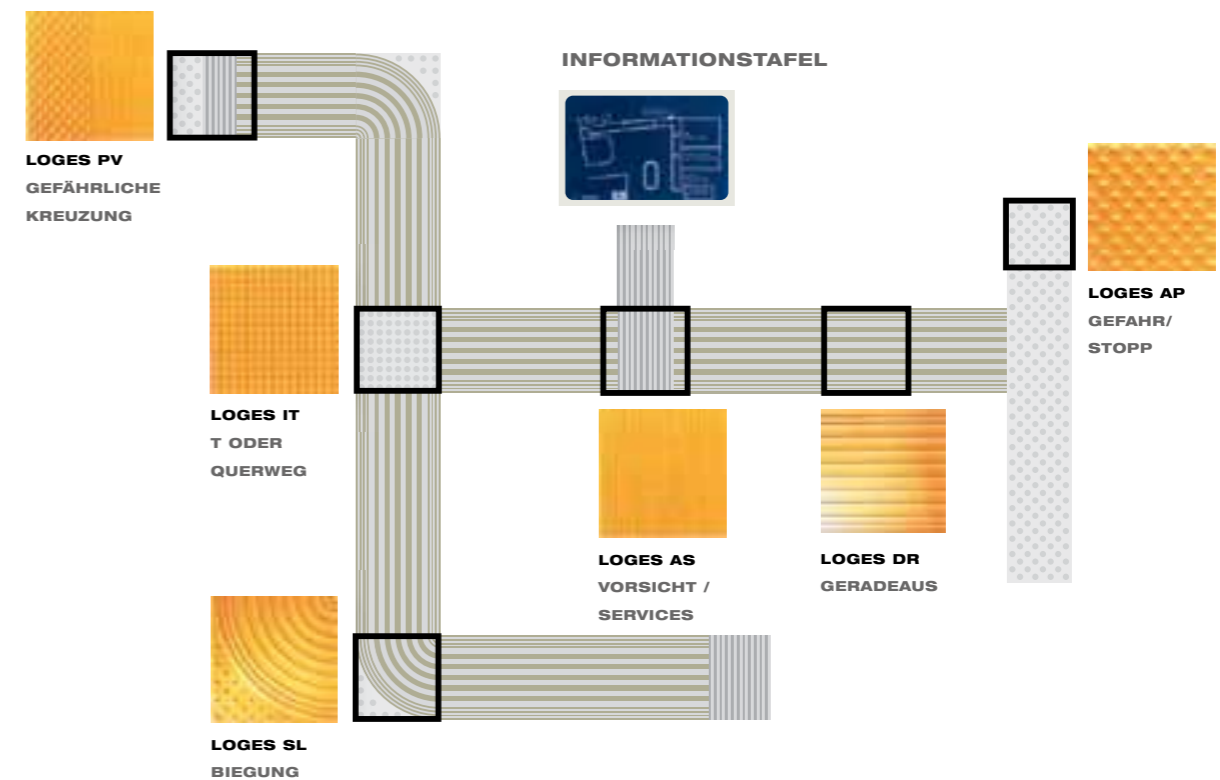 INFORMATIONSTAFEL
LOGES PV
GEFÄHRLICHE
KREUZUNG
LOGES AP
GEFAHR/
STOPP
LOGES IT
T ODER
QUERWEG
LOGES AS
VORSICHT /
SERVICES
LOGES DR
GERADEAUS
LOGES SL
BIEGUNG